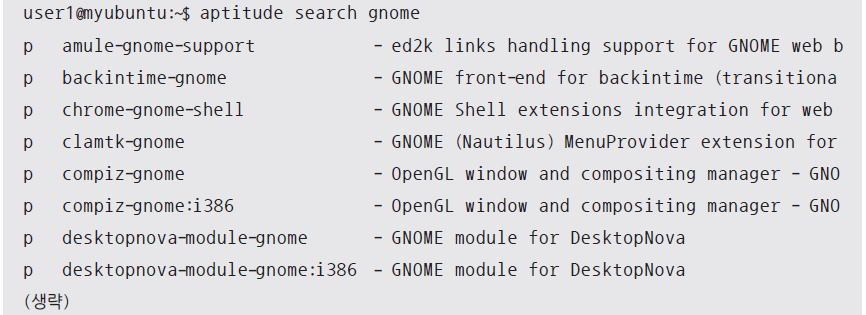 user1@myubuntu:~$ aptitude search gnome
p   amule-gnome-support              - ed2k links handling support for GNOME web b
p   backintime-gnome                 - GNOME front-end for backintime (transitiona
p   chrome-gnome-shell               - GNOME Shell extensions integration for web
p   clamtk-gnome                     - GNOME (Nautilus) MenuProvider extension for
p   compiz-gnome                     - OpenGL window and compositing manager - GNO
p   compiz-gnome:i386                - OpenGL window and compositing manager - GNO
p   desktopnova-module-gnome         - GNOME module for DesktopNova
p   desktopnova-module-gnome:i386    - GNOME module for DesktopNova
(생략)